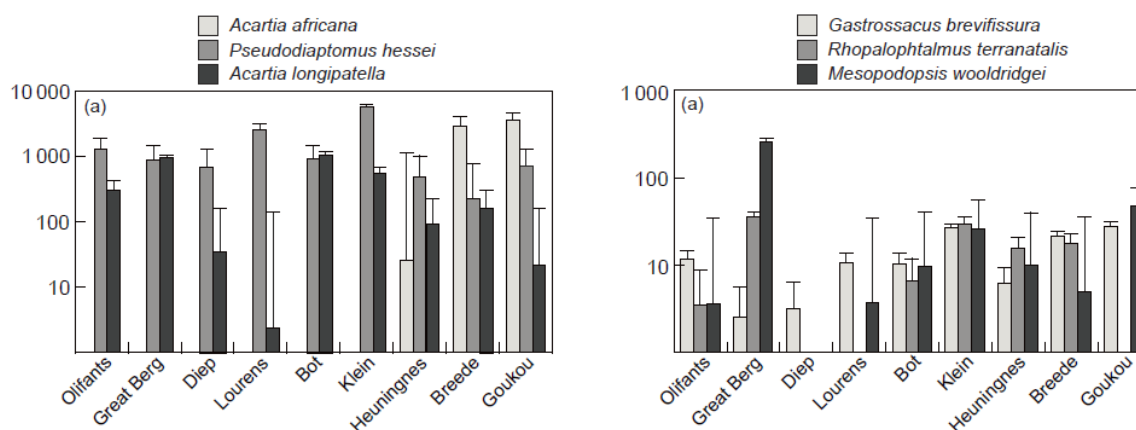 Acartia africana
Pseudodiaptomus hessei
Acartia longipatella
(a)
10 000
1 000
100
10
Olifants
Great Berg
Diep
Lourens
Bot
Klein
Heuningnes
Breede
Goukou
Gastrossacus brevifissura
Rhopalophtalmus terranatalis
Mesopodopsis wooldridgei
(a)
1 000
100
10
Olifants
Great Berg
Diep
Lourens
Bot
Klein
Heuningnes
Breede
Goukou